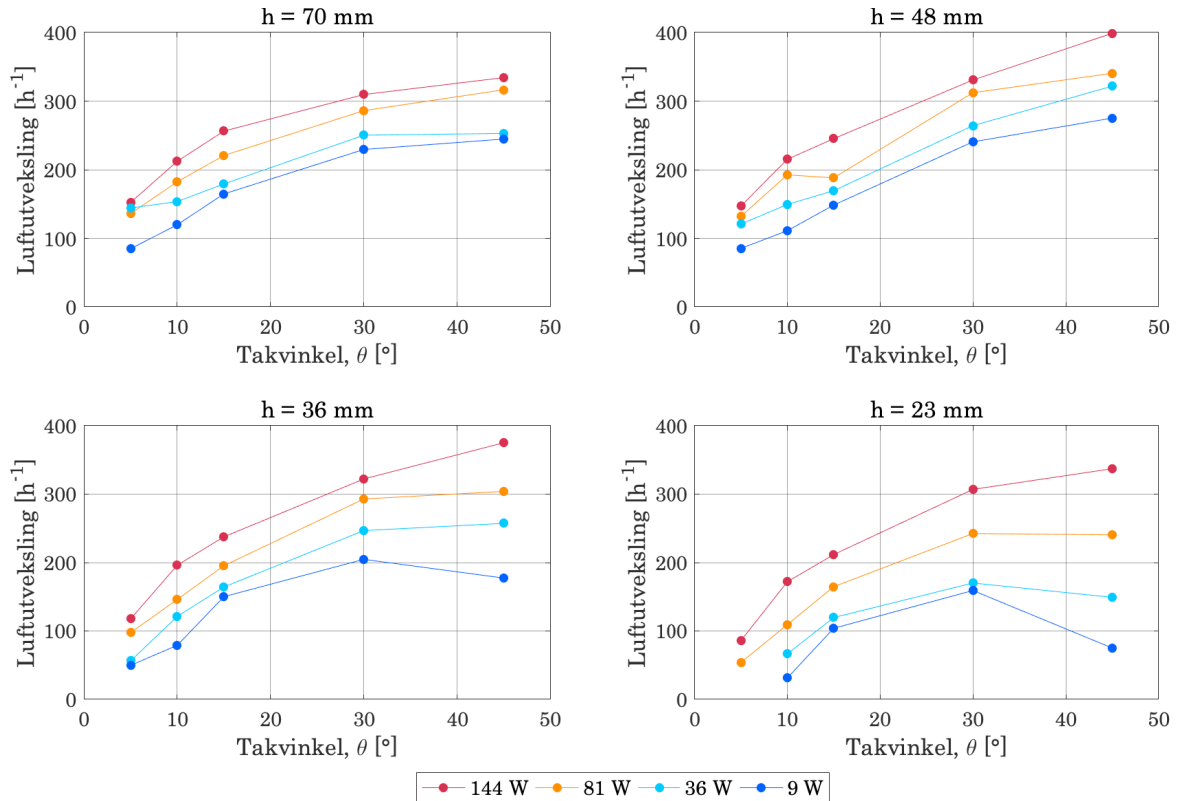 h = 70 mm
400
300
200
100
0
Luftutveksling [h⁻¹]
0 10 20 30 40 50
Takvinkel, θ [°]
h = 48 mm
400
300
200
100
0
Luftutveksling [h⁻¹]
0 10 20 30 40 50
Takvinkel, θ [°]
h = 36 mm
400
300
200
100
0
Luftutveksling [h⁻¹]
0 10 20 30 40 50
Takvinkel, θ [°]
h = 23 mm
400
300
200
100
0
Luftutveksling [h⁻¹]
0 10 20 30 40 50
Takvinkel, θ [°]
144 W 81 W 36 W 9 W